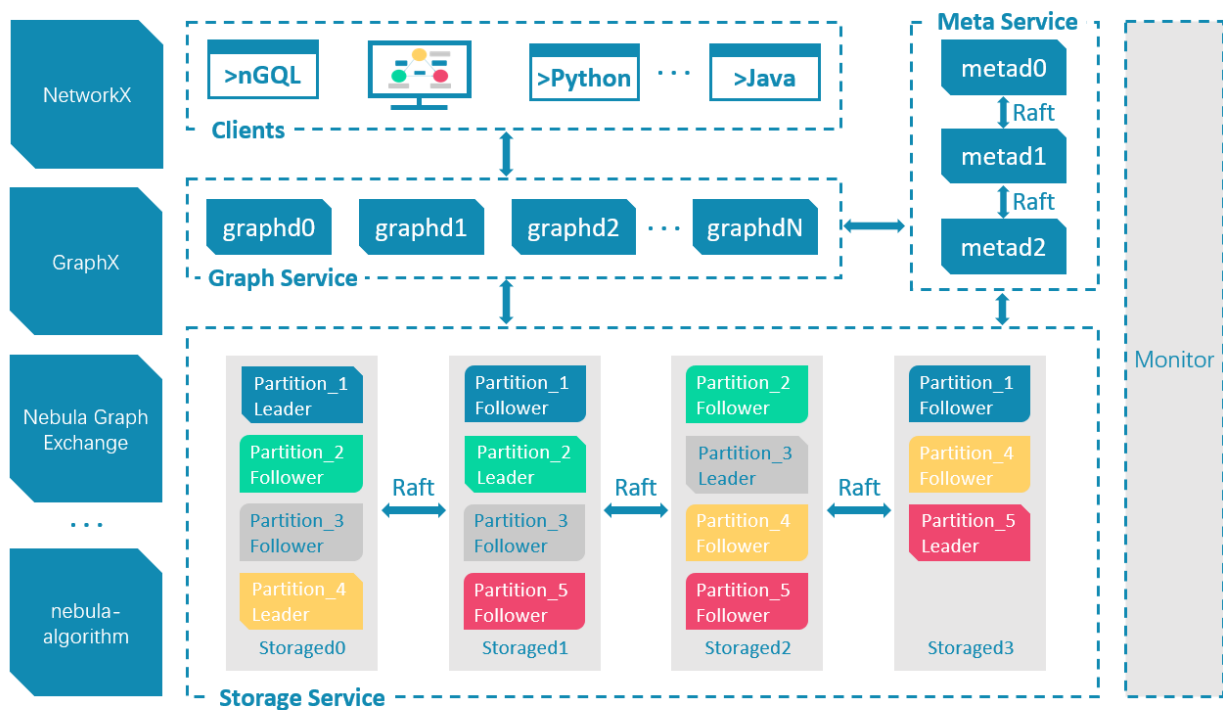 NetworkX
GraphX
Nebula Graph
Exchange
...
nebula-
algorithm
>nGQL
>Python
...
>Java
Clients
graphd0
graphd1
graphd2
...
graphdN
Graph Service
Meta Service
metad0
Raft
metad1
Raft
metad2
Partition_1
Leader
Partition_2
Follower
Partition_3
Follower
Partition_4
Leader
Storaged0
Raft
Partition_1
Follower
Partition_2
Leader
Partition_3
Follower
Partition_5
Follower
Storaged1
Raft
Partition_2
Follower
Partition_3
Leader
Partition_4
Follower
Partition_5
Follower
Storaged2
Raft
Partition_1
Follower
Partition_4
Follower
Partition_5
Leader
Storaged3
Storage Service
Monitor